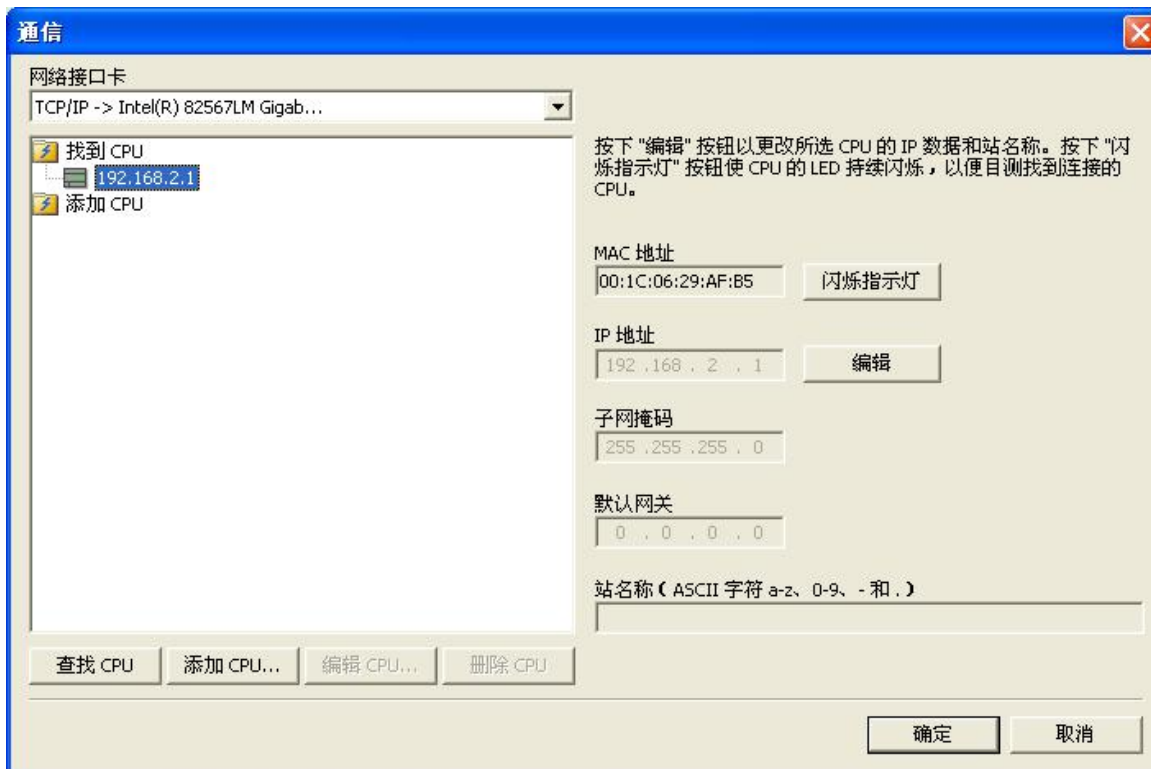 通信
网络接口卡
TCP/IP -> Intel(R) 82567LM Gigab...
找到 CPU
192.168.2.1
添加 CPU
按下 "编辑" 按钮以更改所选 CPU 的 IP 数据和站名称。按下 "闪
烁指示灯" 按钮使 CPU 的 LED 持续闪烁，以便目测找到连接的
CPU。
MAC 地址
00:1C:06:29:AF:B5
闪烁指示灯
IP 地址
192 .168 . 2 . 1
编辑
子网掩码
255 .255 .255 . 0
默认网关
0 . 0 . 0 . 0
站名称（ASCII 字符 a-z、0-9、- 和 .）
查找 CPU
添加 CPU...
编辑 CPU...
删除 CPU
确定
取消